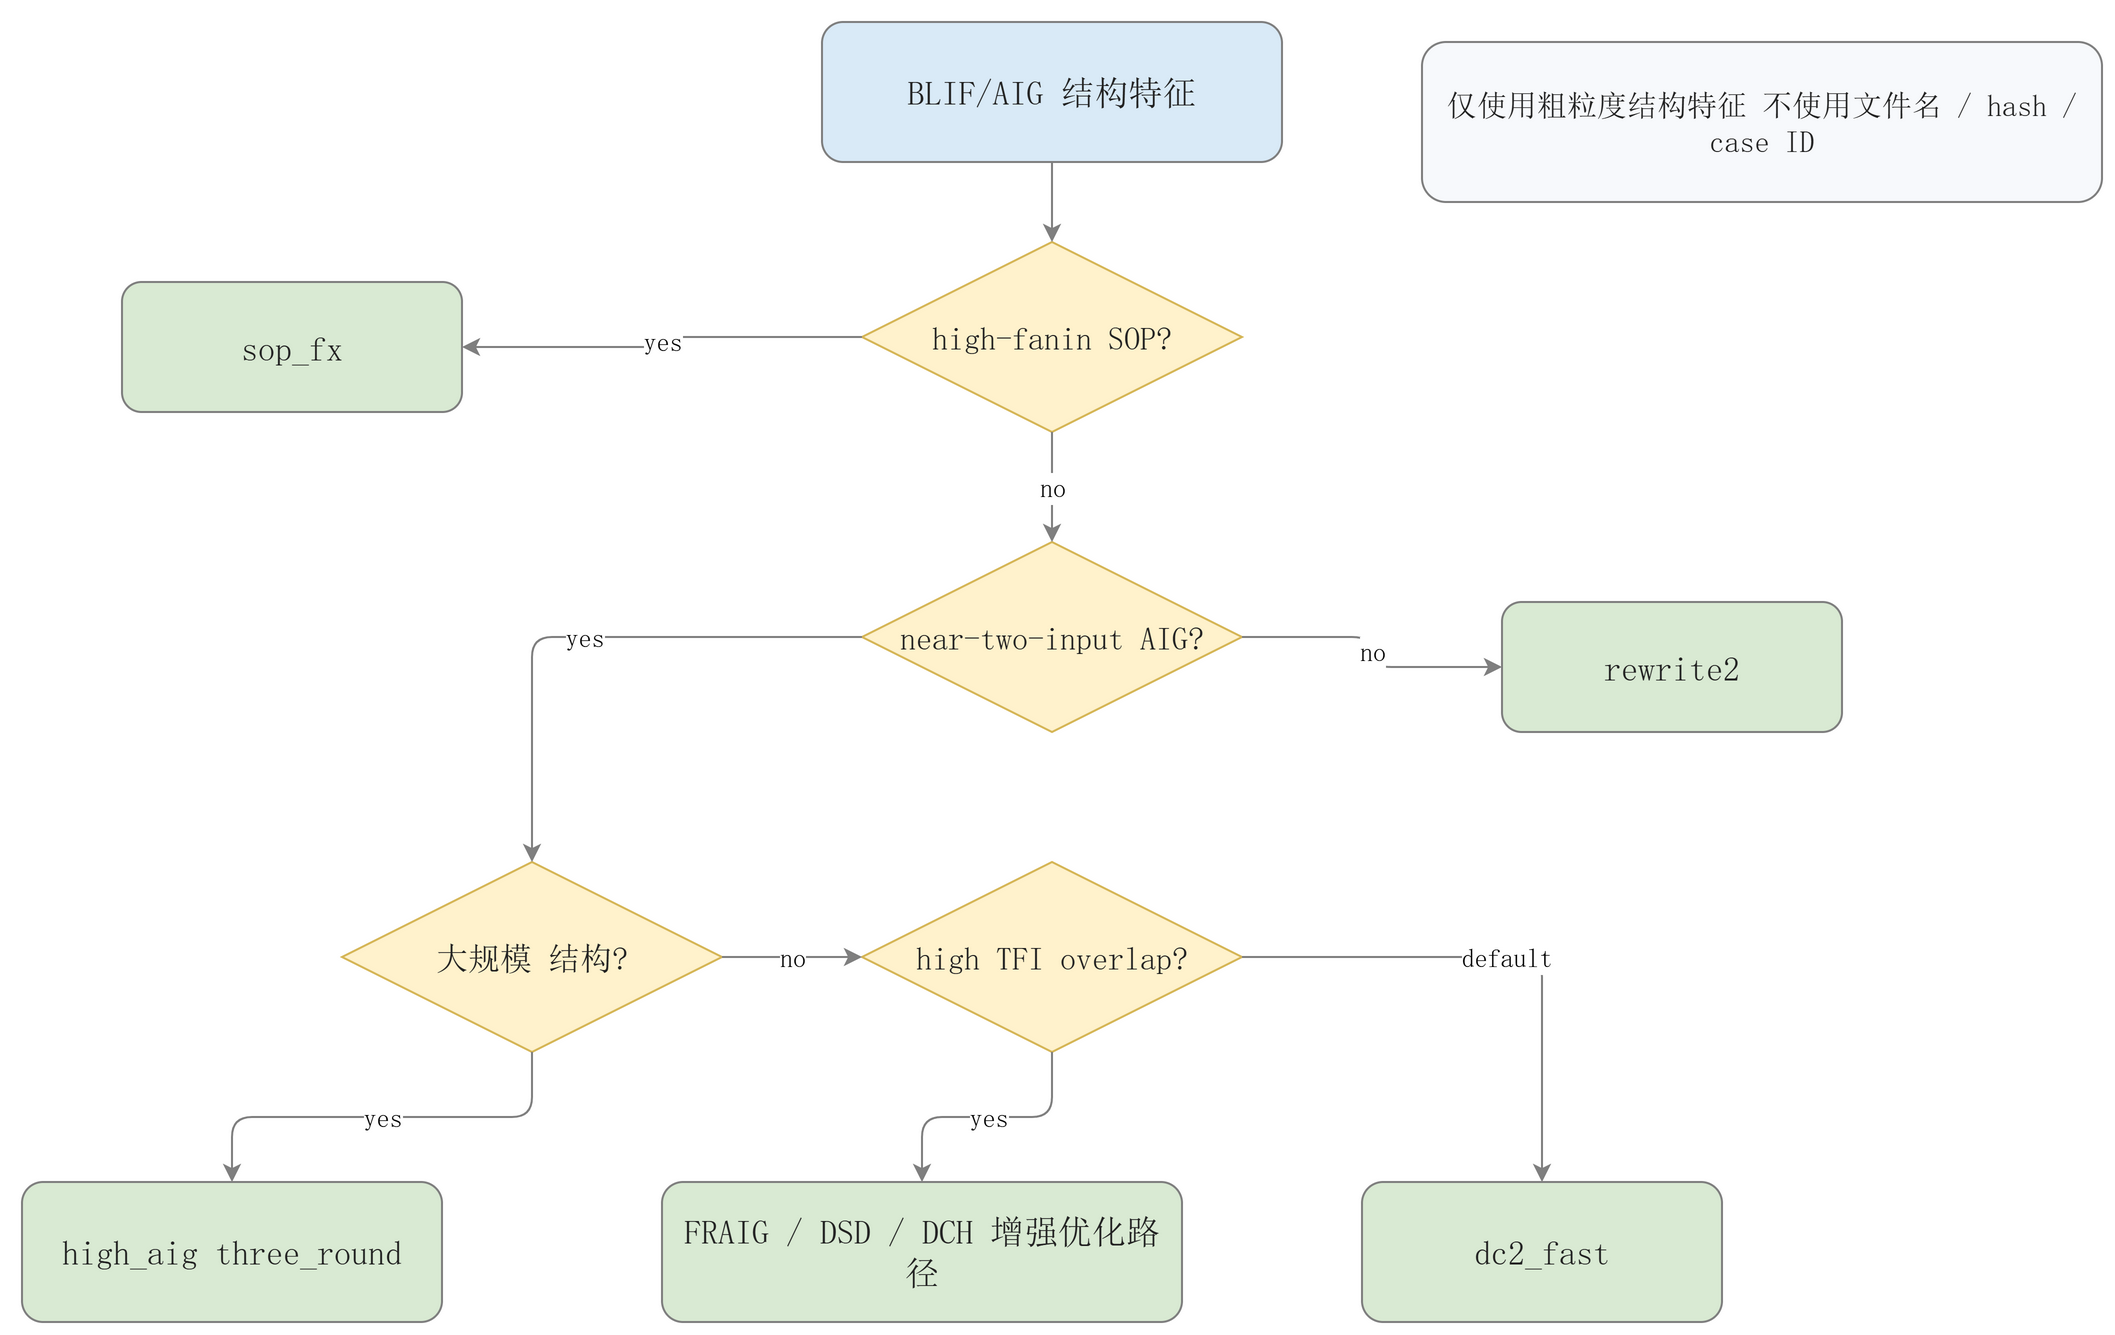 BLIF/AIG 结构特征
仅使用粗粒度结构特征 不使用文件名 / hash /
case ID
high-fanin SOP?
yes
sop_fx
no
near-two-input AIG?
yes
no
rewrite2
大规模 结构?
no
high TFI overlap?
default
yes
yes
high_aig three_round
FRAIG / DSD / DCH 增强优化路
径
dc2_fast